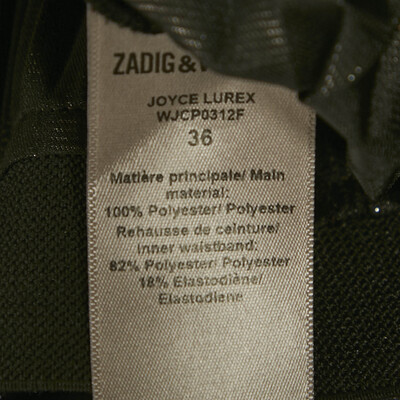 ZADIG &
JOYCE LUREX
WJCP0312F
36
Matière principale/ Main
material:
100% Polyester/ Polyester
Rehausse de ceinture/
Inner waistband:
82% Polyester/ Polyester
18% Elastodiène/
Elastodiene